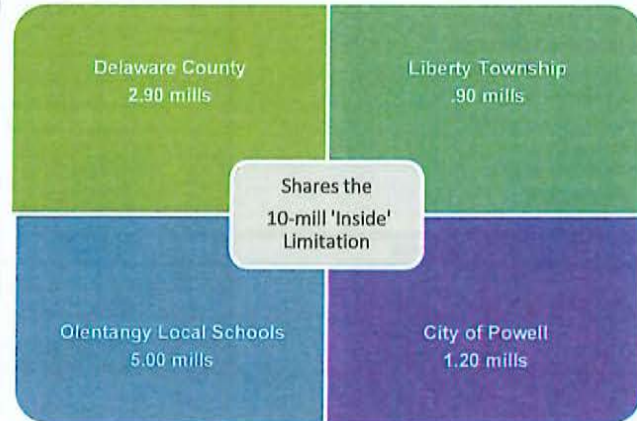 Delaware County
2.90 mills
Liberty Township
.90 mills
Shares the
10-mill 'Inside'
Limitation
Olentangy Local Schools
5.00 mills
City of Powell
1.20 mills